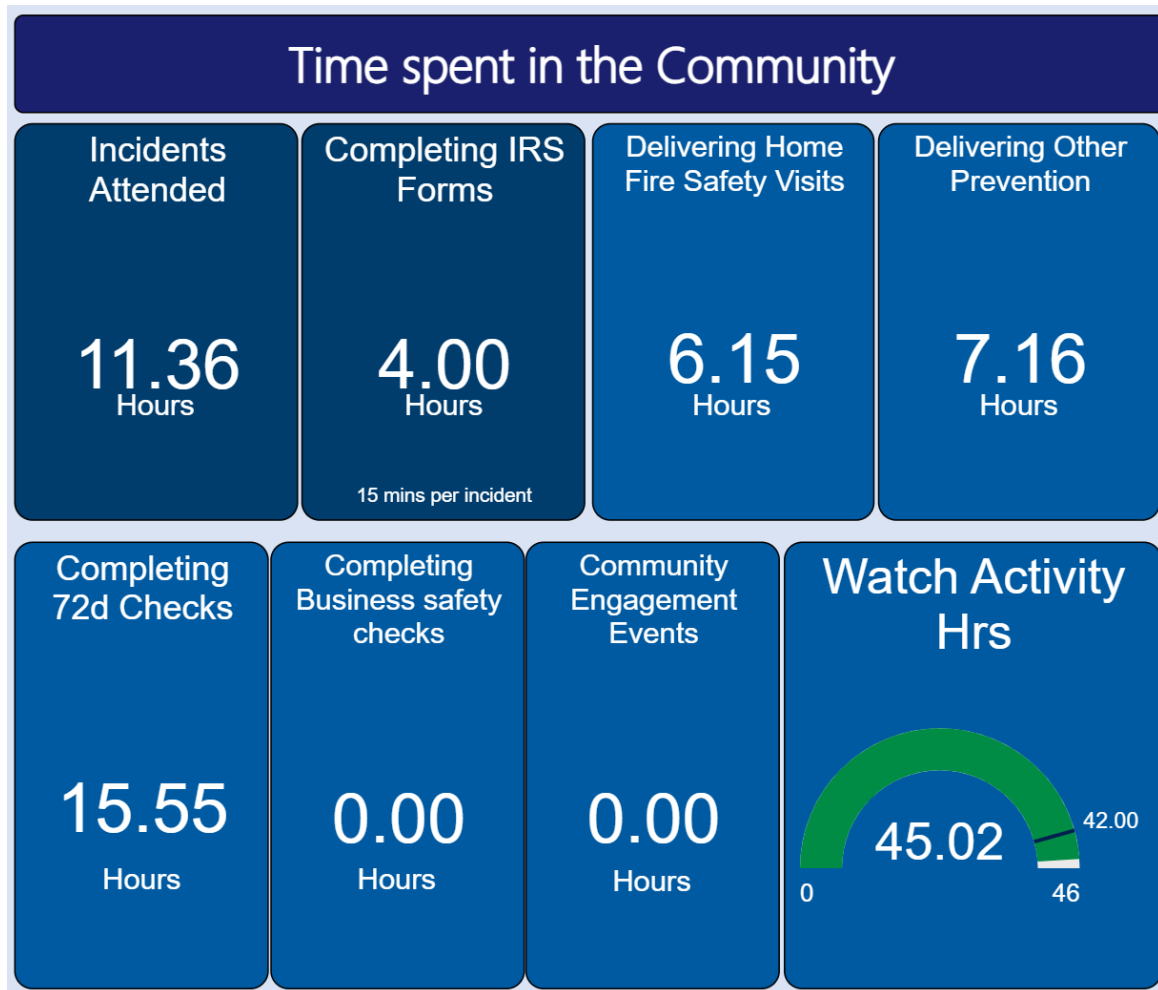 Time spent in the Community
Incidents
Attended
11.36
Hours
Completing IRS
Forms
4.00
Hours
15 mins per incident
Delivering Home
Fire Safety Visits
6.15
Hours
Delivering Other
Prevention
7.16
Hours
Completing
72d Checks
15.55
Hours
Completing
Business safety
checks
0.00
Hours
Community
Engagement
Events
0.00
Hours
Watch Activity
Hrs
42.00
45.02
0
46